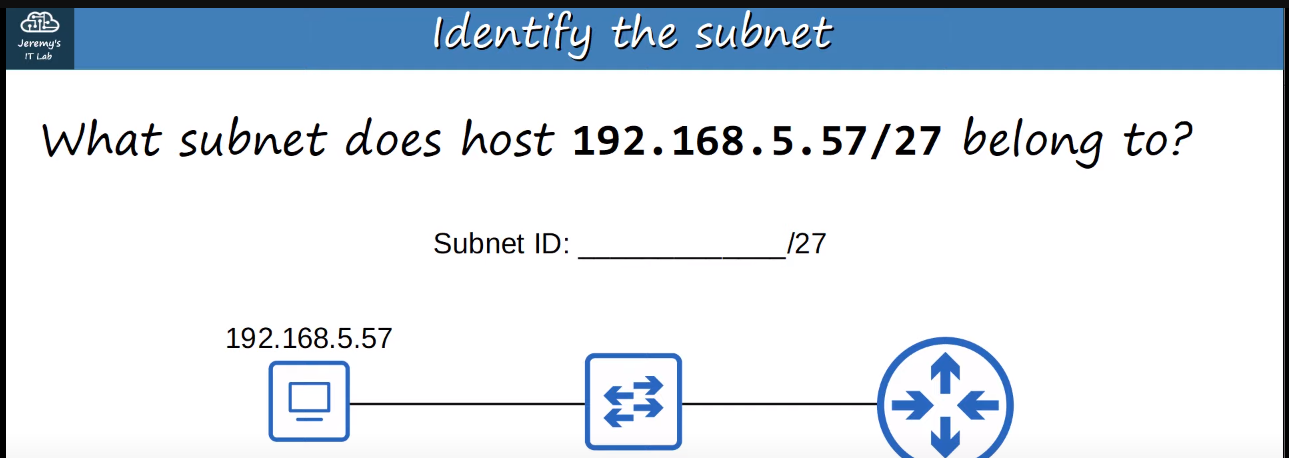 Jeremy's
IT Lab
Identify the subnet
What subnet does host 192.168.5.57/27 belong to?
Subnet ID: _____________/27
192.168.5.57